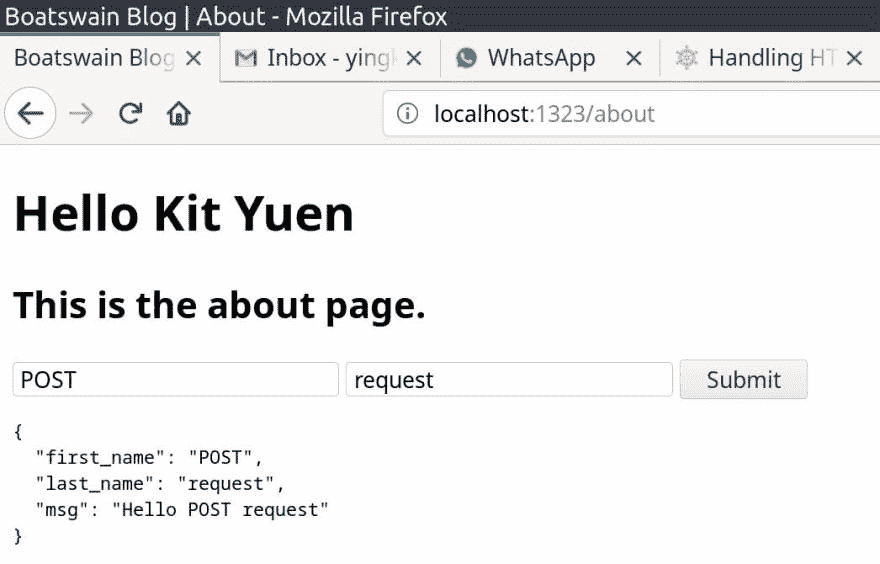 Boatswain Blog | About - Mozilla Firefox
Boatswain Blog Inbox - ying WhatsApp Handling HT
localhost:1323/about
Hello Kit Yuen
This is the about page.
POST request Submit
{
"first_name": "POST",
"last_name": "request",
"msg": "Hello POST request"
}